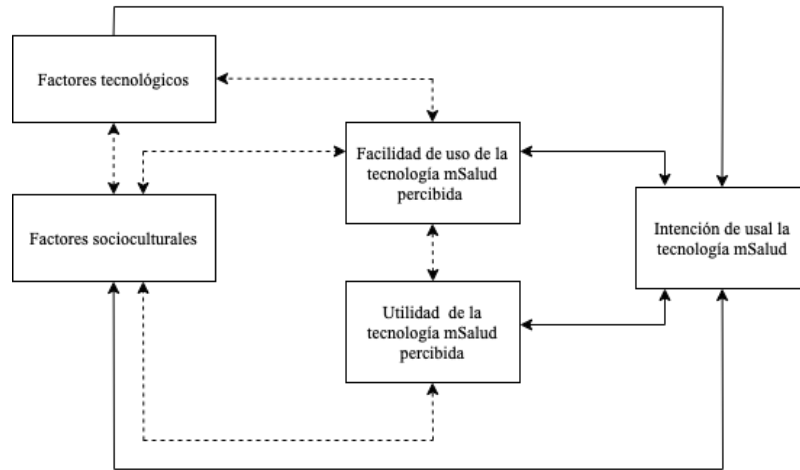 Factores tecnológicos
Facilidad de uso de la
tecnología mSalud
percibida
Factores socioculturales
Intención de usal la
tecnología mSalud
Utilidad de la
tecnología mSalud
percibida